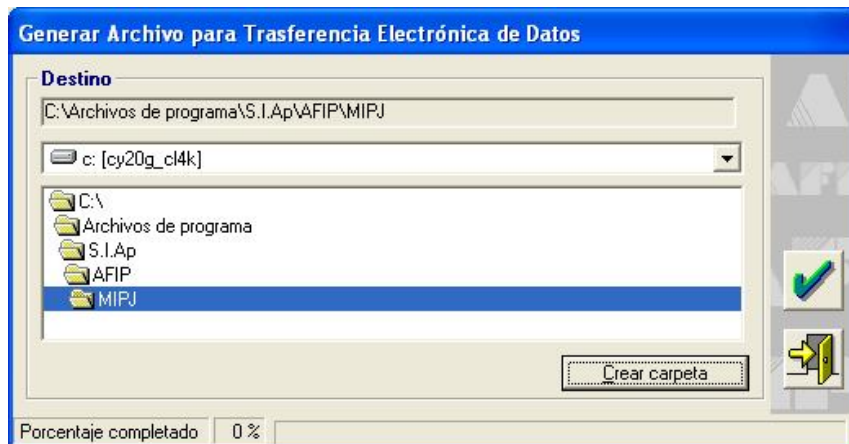 Generar Archivo para Trasferencia Electrónica de Datos
Destino
C:\Archivos de programa\S.I.Ap\AFIP\MIPJ
c: [cy20g_cl4k]
C:\
Archivos de programa
S.I.Ap
AFIP
MIPJ
Crear carpeta
Porcentaje completado 0 %